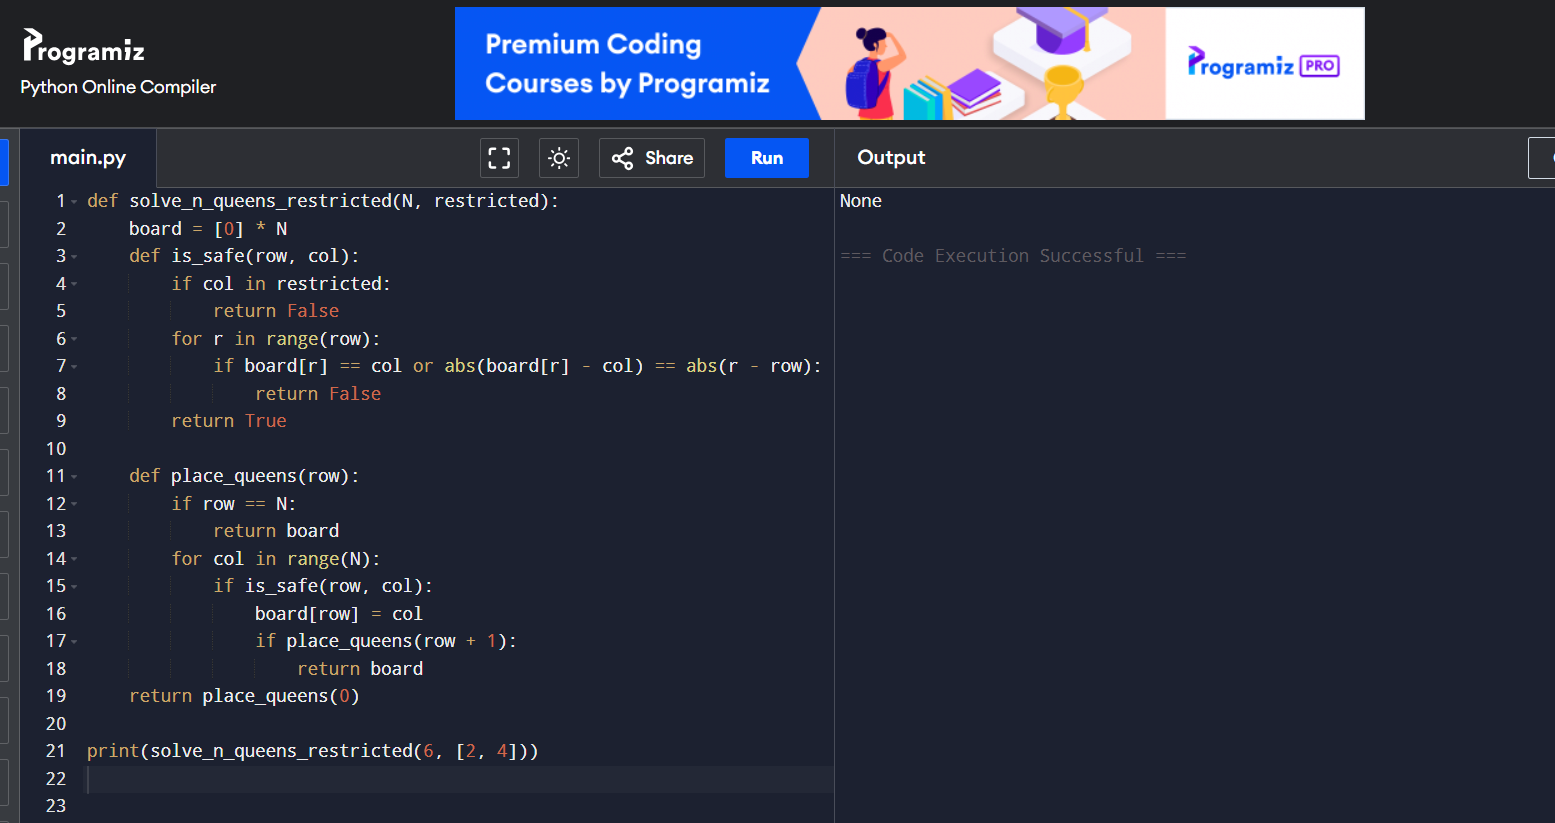 Programiz
Python Online Compiler
Premium Coding
Courses by Programiz
Programiz PRO
main.py
Share
Run
Output
1 def solve_n_queens_restricted(N, restricted):
2     board = [0] * N
3     def is_safe(row, col):
4         if col in restricted:
5             return False
6         for r in range(row):
7             if board[r] == col or abs(board[r] - col) == abs(r - row):
8                 return False
9         return True
10
11     def place_queens(row):
12         if row == N:
13             return board
14         for col in range(N):
15             if is_safe(row, col):
16                 board[row] = col
17                 if place_queens(row + 1):
18                     return board
19     return place_queens(0)
20
21 print(solve_n_queens_restricted(6, [2, 4]))
22
23
None
=== Code Execution Successful ===